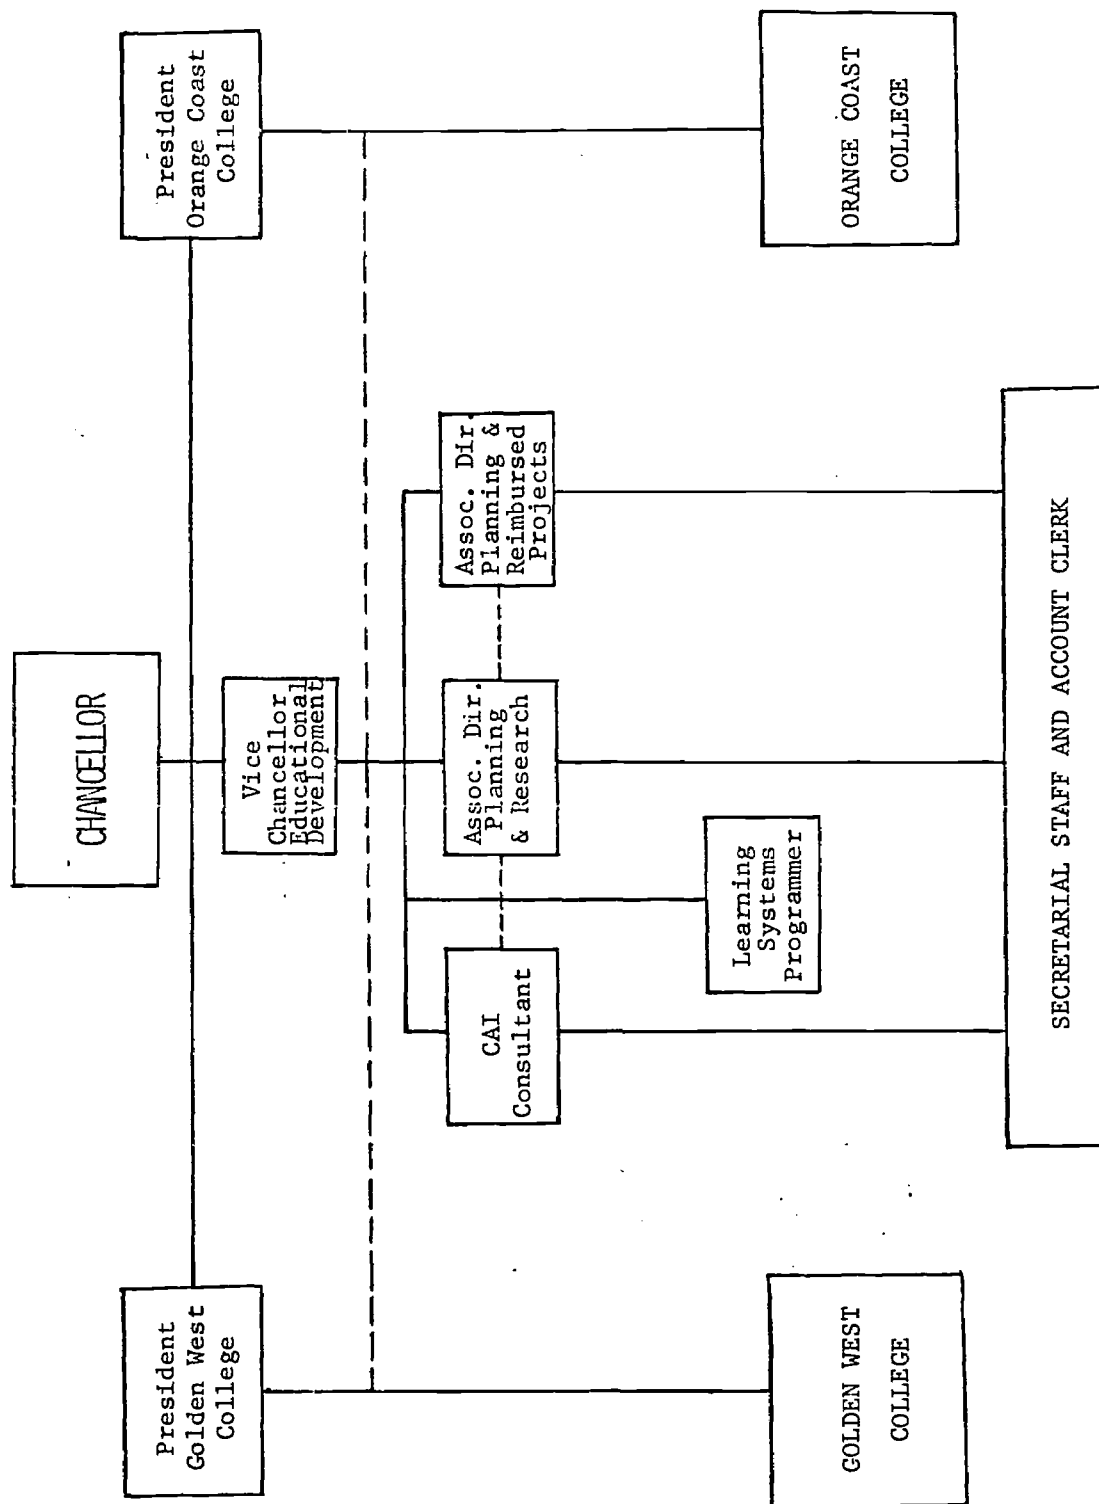 CHANCELLOR
President
Golden West
College
Vice
Chancellor
Educational
Development
President
Orange Coast
College
CAI
Consultant
Assoc. Dir.
Planning
& Research
Assoc. Dir.
Planning &
Reimbursed
Projects
Learning
Systems
Programmer
GOLDEN WEST
COLLEGE
ORANGE COAST
COLLEGE
SECRETARIAL STAFF AND ACCOUNT CLERK